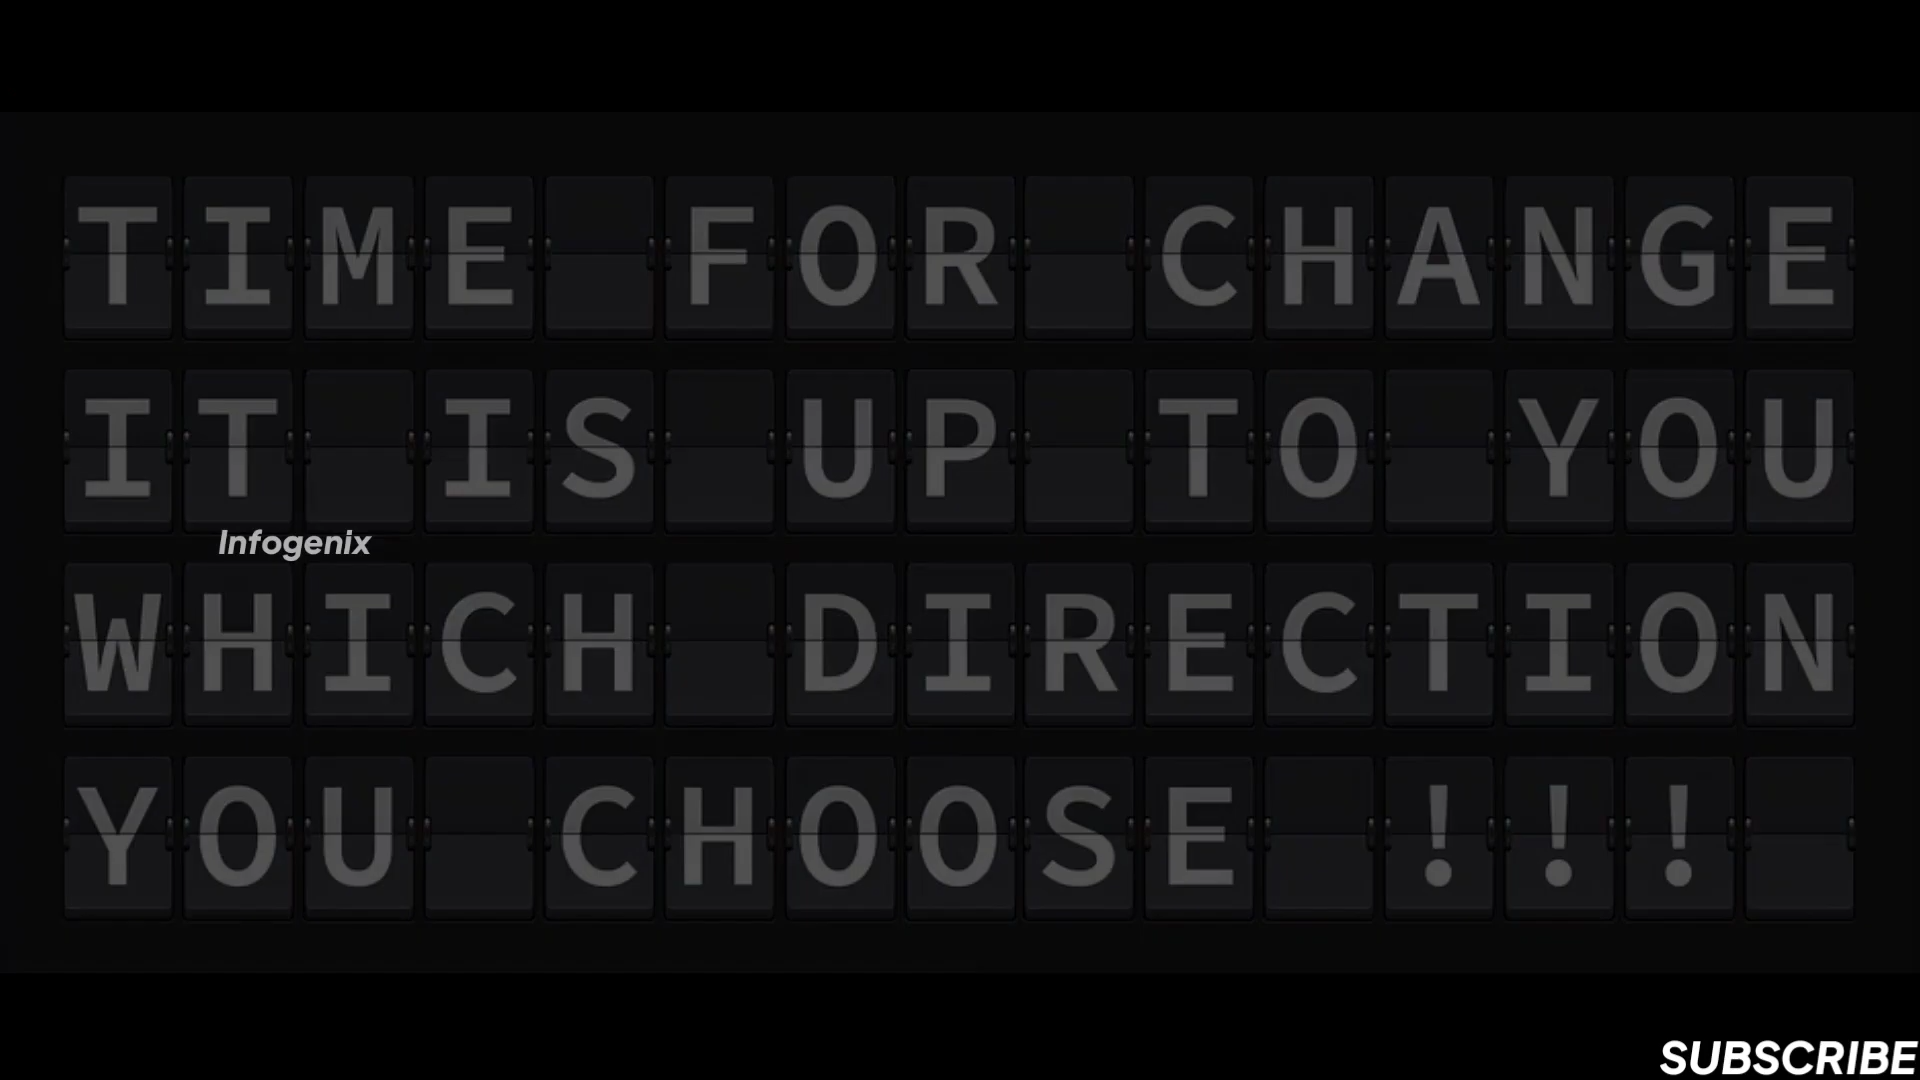 TIME FOR CHANGE
IT IS UP TO YOU
Infogenix
WHICH DIRECTION
YOU CHOOSE !!!
SUBSCRIBE